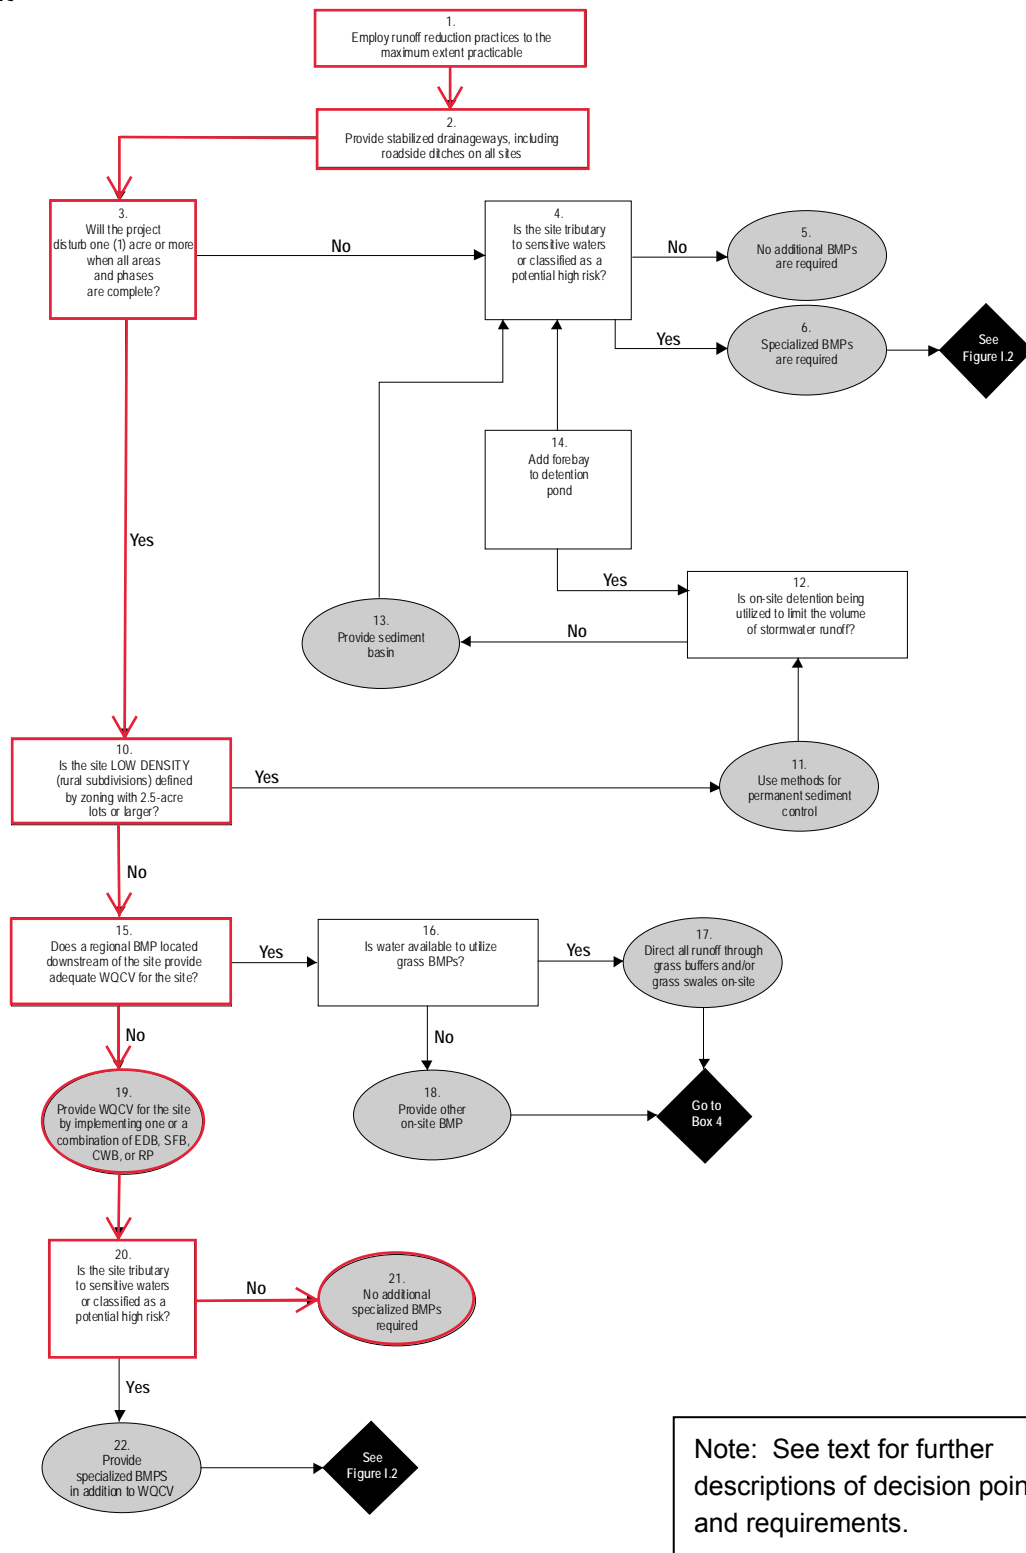 1.
Employ runoff reduction practices to the
maximum extent practicable
2.
Provide stabilized drainageways, including
roadside ditches on all sites
3.
Will the project
disturb one (1) acre or more
when all areas
and phases
are complete?
No
4.
Is the site tributary
to sensitive waters
or classified as a
potential high risk?
No
5.
No additional BMPs
are required
Yes
6.
Specialized BMPs
are required
See
Figure I.2
14.
Add forebay
to detention
pond
Yes
Yes
12.
Is on-site detention being
utilized to limit the volume
of stormwater runoff?
No
13.
Provide sediment
basin
10.
Is the site LOW DENSITY
(rural subdivisions) defined
by zoning with 2.5-acre
lots or larger?
Yes
11.
Use methods for
permanent sediment
control
No
15.
Does a regional BMP located
downstream of the site provide
adequate WQCV for the site?
Yes
16.
Is water available to utilize
grass BMPs?
Yes
17.
Direct all runoff through
grass buffers and/or
grass swales on-site
No
No
19.
Provide WQCV for the site
by implementing one or a
combination of EDB, SFB,
CWB, or RP
18.
Provide other
on-site BMP
Go to
Box 4
20.
Is the site tributary
to sensitive waters
or classified as a
potential high risk?
No
21.
No additional
specialized BMPs
required
Yes
22.
Provide
specialized BMPS
in addition to WQCV
See
Figure I.2
Note: See text for further
descriptions of decision poin
and requirements.